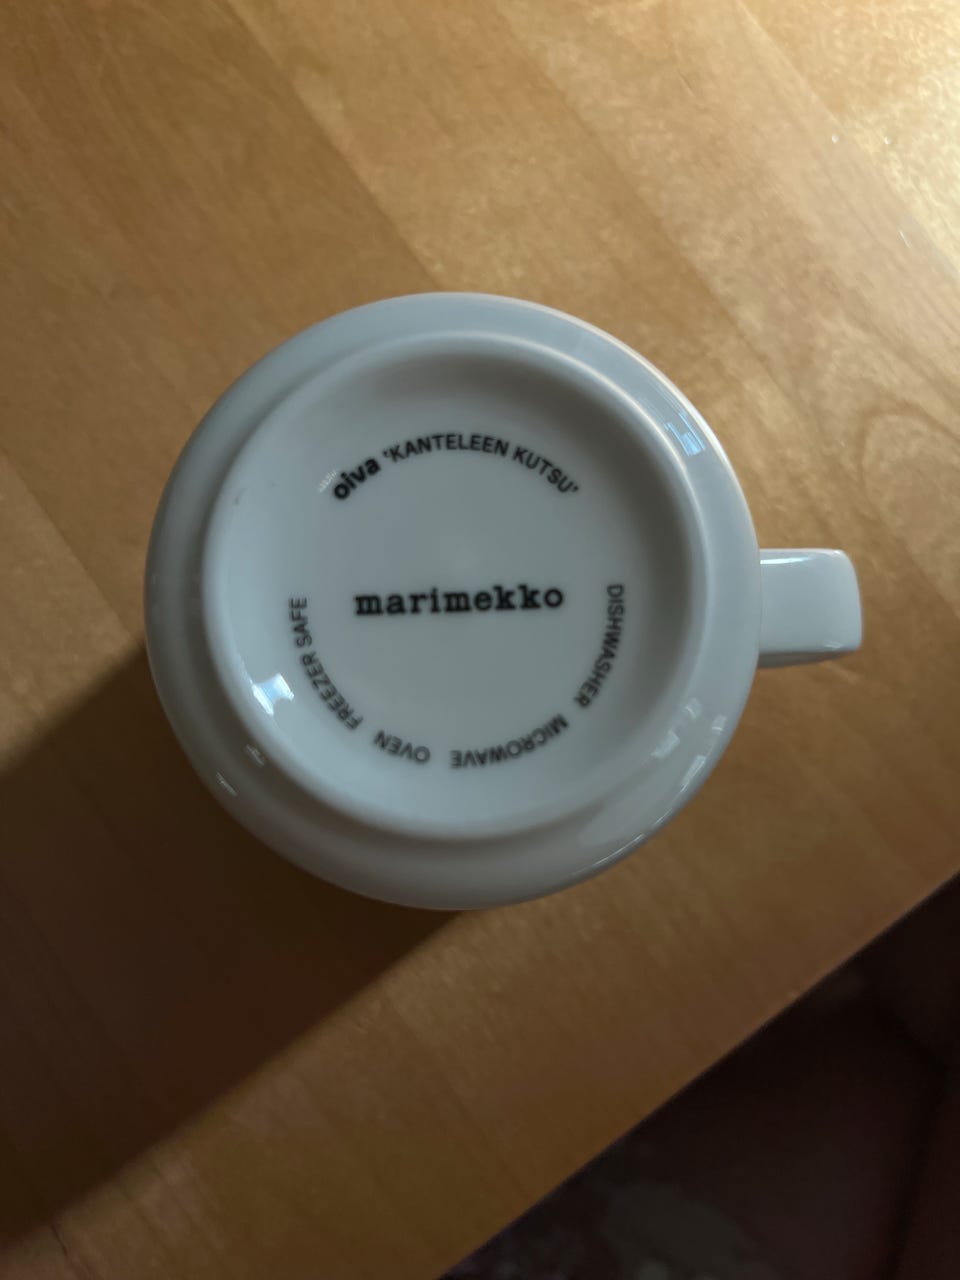 oiva 'KANTELEEN KUTSU'
marimekko
DISHWASHER MICROWAVE OVEN FREEZER SAFE